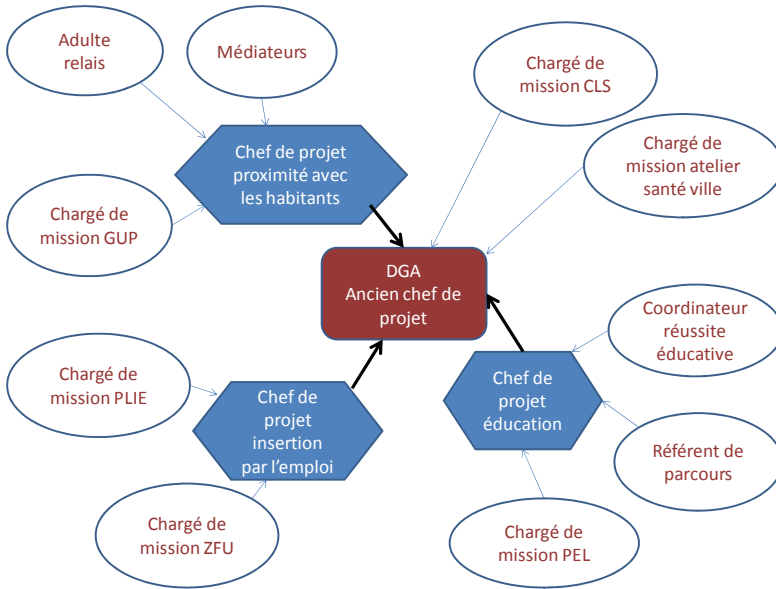 Adulte
relais
Médiateurs
Chargé de
mission CLS
Chef de projet
proximité avec
les habitants
Chargé de
mission atelier
santé ville
Chargé de
mission GUP
DGA
Ancien chef de
projet
Coordinateur
réussite
éducative
Chargé de
mission PLIE
Chef de
projet
insertion
par l’emploi
Chef de
projet
éducation
Référent de
parcours
Chargé de
mission ZFU
Chargé de
mission PEL